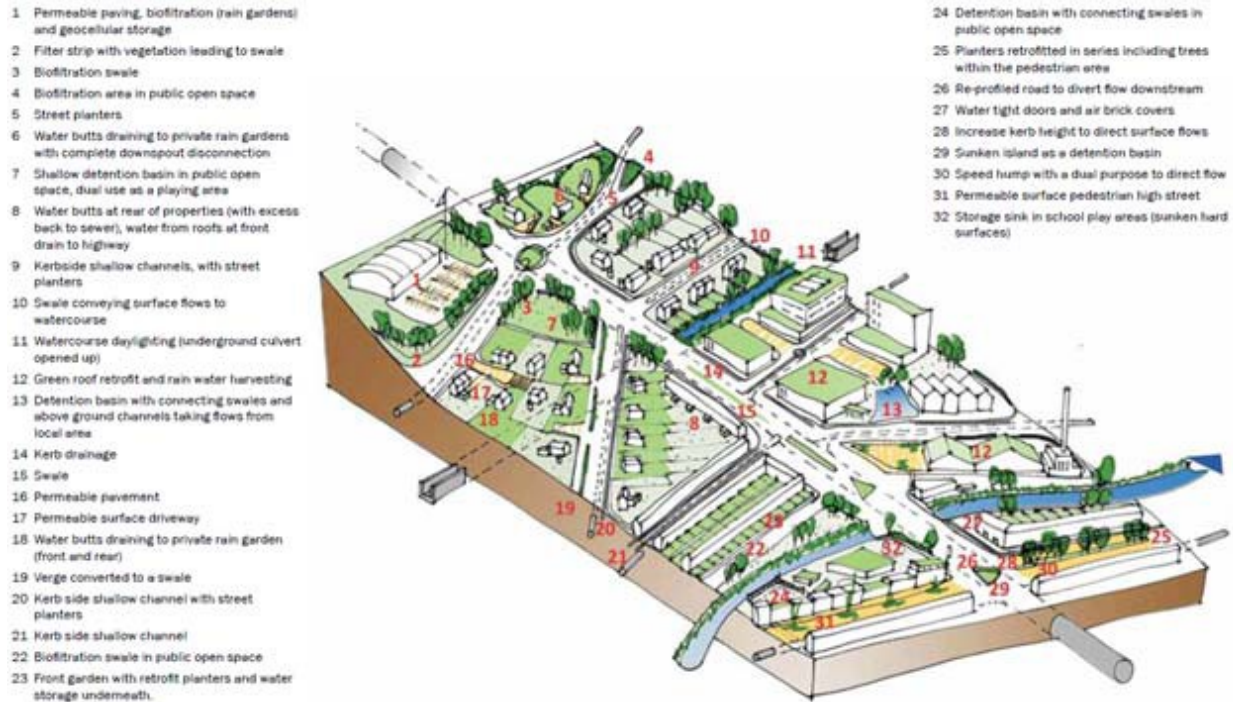 1 Permeable paving, biofiltration (rain gardens)
and geocellular storage
2 Filter strip with vegetation leading to swale
3 Biofiltration swale
4 Biofiltration area in public open space
5 Street planters
6 Water butts draining to private rain gardens
with complete downspout disconnection
7 Shallow detention basin in public open
space, dual use as a playing area
8 Water butts at rear of properties (with excess
back to sewer), water from roofs at front
drain to highway
9 Kerbside shallow channels, with street
planters
10 Swale conveying surface flows to
watercourse
11 Watercourse daylighting (underground culvert
opened up)
12 Green roof retrofit and rain water harvesting
13 Detention basin with connecting swales and
above ground channels taking flows from
local area
14 Kerb drainage
15 Swale
16 Permeable pavement
17 Permeable surface driveway
18 Water butts draining to private rain garden
(front and rear)
19 Verge converted to a swale
20 Kerb side shallow channel with street
planters
21 Kerb side shallow channel
22 Biofiltration swale in public open space
23 Front garden with retrofit planters and water
storage underneath.
24 Detention basin with connecting swales in
public open space
25 Planters retrofitted in series including trees
within the pedestrian area
26 Re-profiled road to divert flow downstream
27 Water tight doors and air brick covers
28 Increase kerb height to direct surface flows
29 Sunken island as a detention basin
30 Speed hump with a dual purpose to direct flow
31 Permeable surface pedestrian high street
32 Storage sink in school play areas (sunken hard
surfaces)
4
6
5
10
11
9
1
3
7
2
16
17
18
14
12
15
13
8
12
19
20
21
22
32
27
25
26
28
30
29
24
31